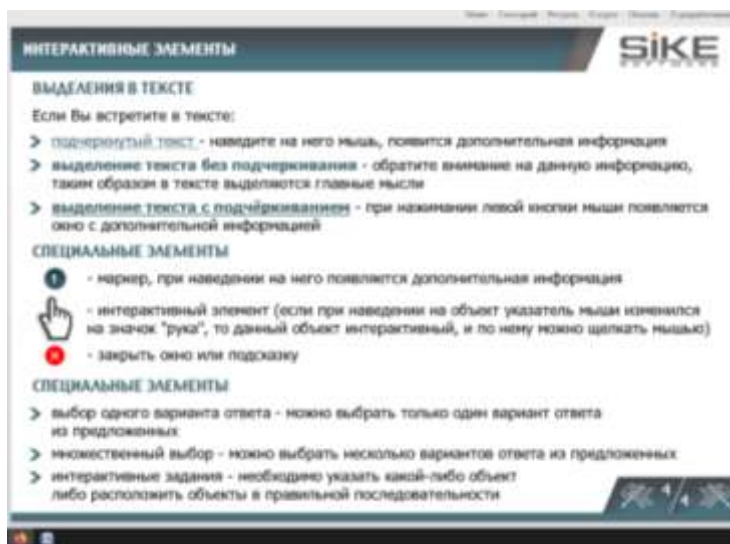 ИНТЕРАКТИВНЫЕ ЭЛЕМЕНТЫ
SiKE
SOFTWARE
ВЫДЕЛЕНИЯ В ТЕКСТЕ
Если Вы встретите в тексте:
подчеркнутый текст - наведите на него мышь, появится дополнительная информация
выделение текста без подчеркивания - обратите внимание на данную информацию,
таким образом в тексте выделяются главные мысли
выделение текста с подчёркиванием - при нажимании левой кнопки мыши появляется
окно с дополнительной информацией
СПЕЦИАЛЬНЫЕ ЭЛЕМЕНТЫ
- маркер, при наведении на него появляется дополнительная информация
- интерактивный элемент (если при наведении на объект указатель мыши изменился
на значок "рука", то данный объект интерактивный, и по нему можно щелкать мышью)
- закрыть окно или подсказку
СПЕЦИАЛЬНЫЕ ЭЛЕМЕНТЫ
выбор одного варианта ответа - можно выбрать только один вариант ответа
из предложенных
множественный выбор - можно выбрать несколько вариантов ответа из предложенных
интерактивные задания - необходимо указать какой-либо объект
либо расположить объекты в правильной последовательности
4/4